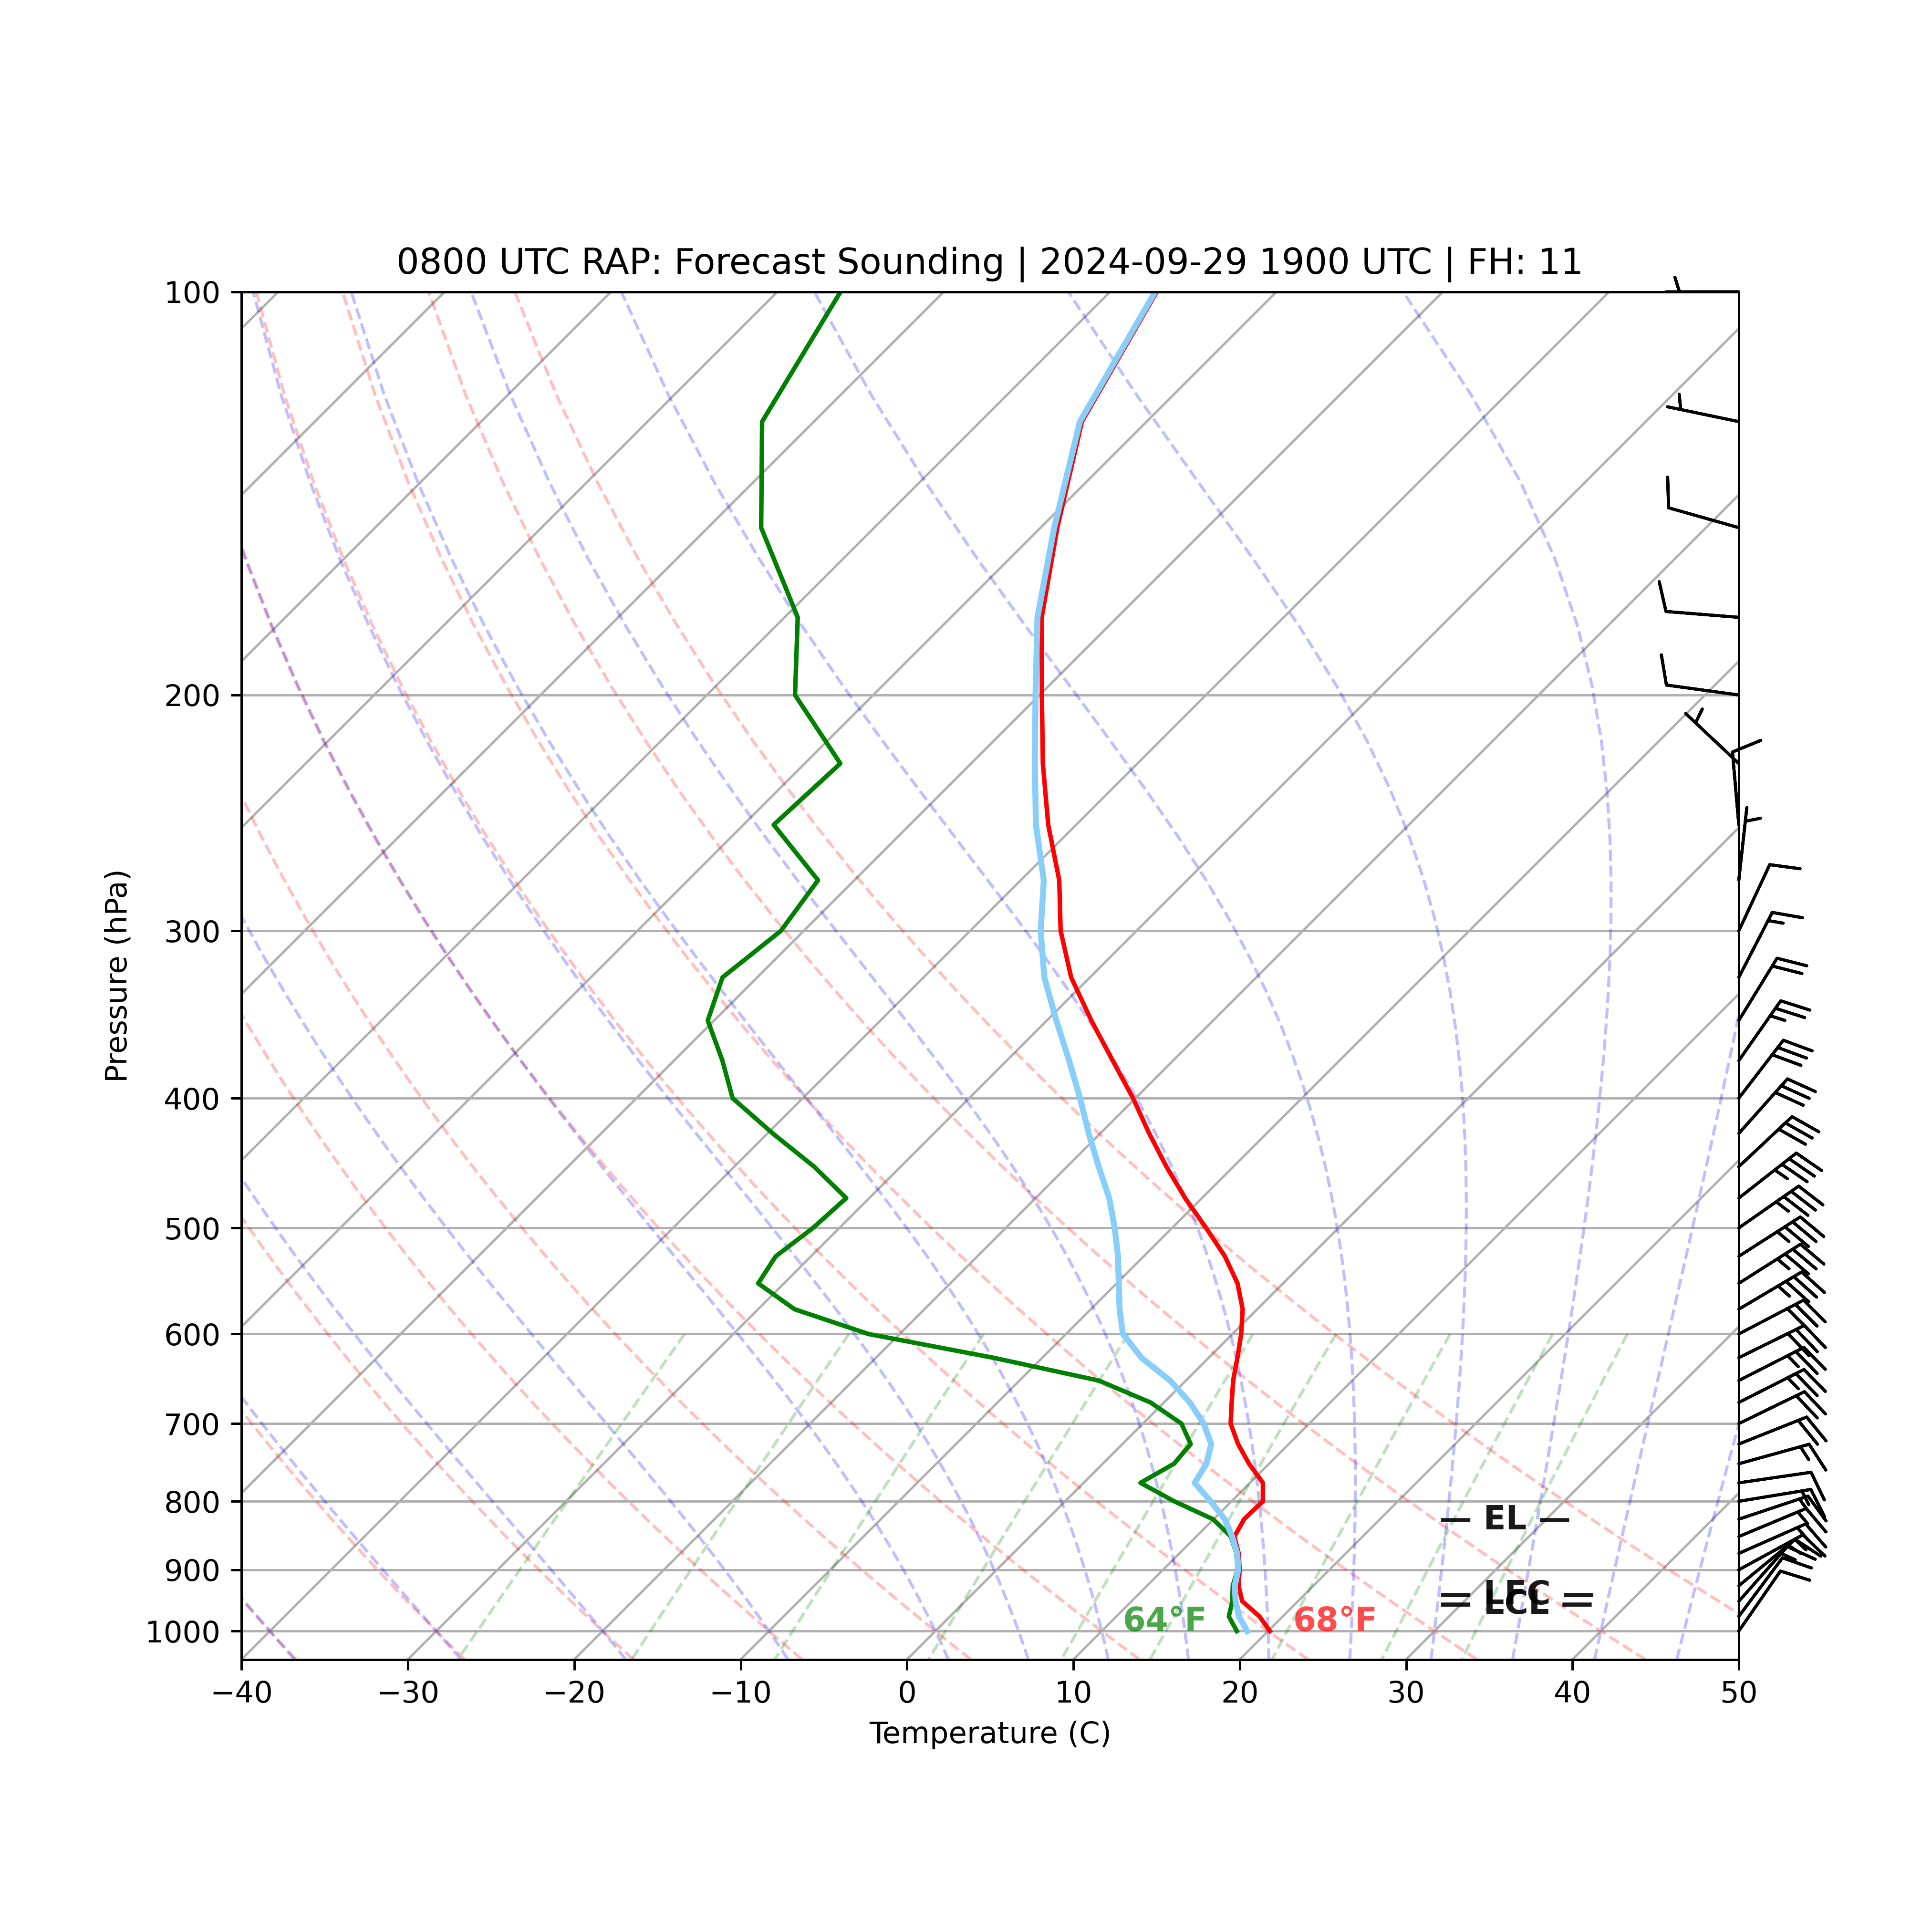 0800 UTC RAP: Forecast Sounding | 2024-09-29 1900 UTC | FH: 11
100
200
300
400
500
600
700
800
900
1000
Pressure (hPa)
— EL —
— LFC —
— LCL —
64°F
68°F
−40
−30
−20
−10
0
10
20
30
40
50
Temperature (C)